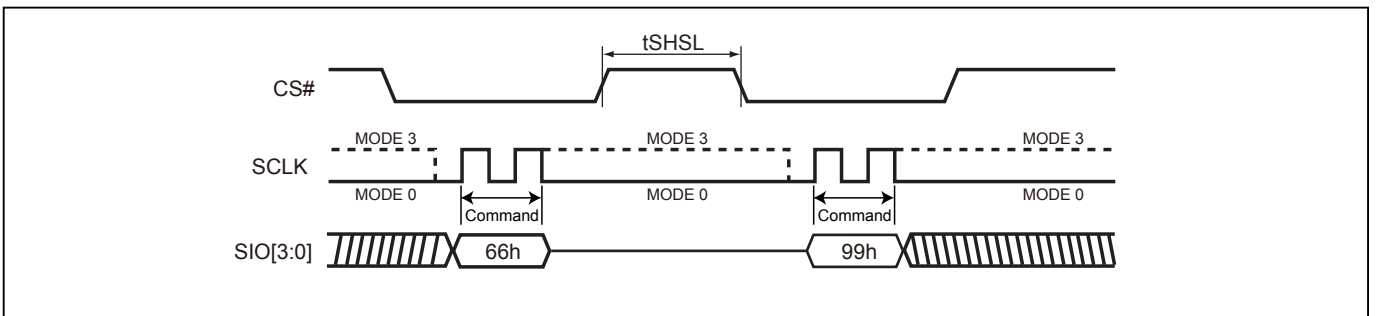 tSHSL
CS#
MODE 3 MODE 3 MODE 3
SCLK
MODE 0 MODE 0 MODE 0
Command Command
SIO[3:0] 66h 99h